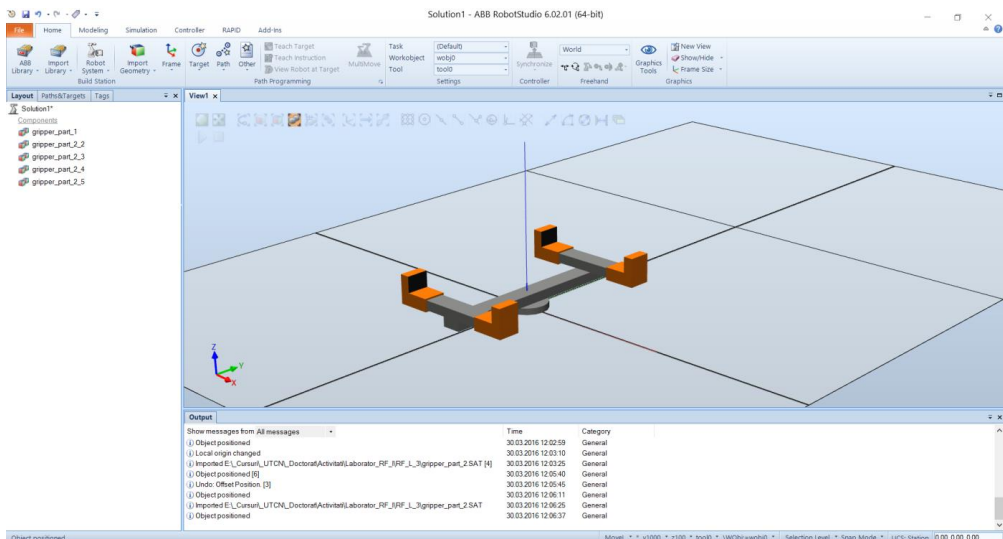 Solution1 - ABB RobotStudio 6.02.01 (64-bit)
File Home Modeling Simulation Controller RAPID Add-Ins
ABB Library
Import Library
Robot System
Import Geometry
Frame
Build Station
Target
Path
Other
Teach Target
Teach Instruction
View Robot at Target
MultiMove
Path Programming
Task (Default)
Workobject wobj0
Tool tool0
Settings
Synchronize
Controller
World
Freehand
Graphics Tools
New View
Show/Hide
Frame Size
Graphics
Layout Paths&Targets Tags
View1
Solution1*
Components
gripper_part_1
gripper_part_2_2
gripper_part_2_3
gripper_part_2_4
gripper_part_2_5
Z
Y
X
Output
Show messages from All messages Time Category
Object positioned 30.03.2016 12:02:59 General
Local origin changed 30.03.2016 12:03:10 General
Imported E:\_Cursuri\_UTCN\_Doctorat\Activitati\Laborator_RF_I\RF_L_3\gripper_part_2.SAT [4] 30.03.2016 12:03:25 General
Object positioned [6] 30.03.2016 12:05:40 General
Undo: Offset Position. [3] 30.03.2016 12:05:45 General
Object positioned 30.03.2016 12:06:11 General
Imported E:\_Cursuri\_UTCN\_Doctorat\Activitati\Laborator_RF_I\RF_L_3\gripper_part_2.SAT 30.03.2016 12:06:25 General
Object positioned 30.03.2016 12:06:37 General
Object positioned MoveL * * v1000 * z100 * tool0 * \WObj:=wobj0 * Selection Level * Snap Mode * UCS: Station 0.00 0.00 0.00